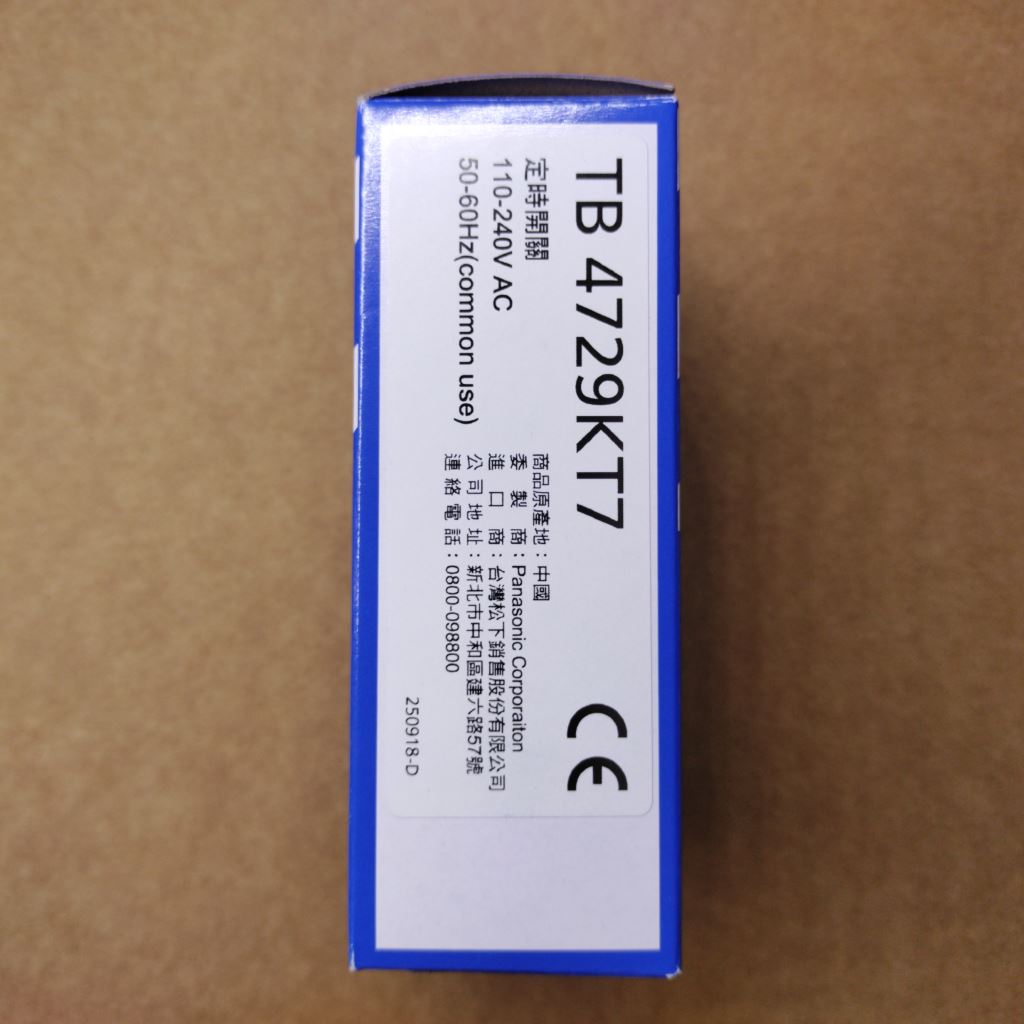 TB 4729KT7
定時開關
110-240V AC
50-60Hz(common use)
商品原產地：中國
委製商：Panasonic Corporaiton
進口商：台灣松下銷售股份有限公司
公司地址：新北市中和區建六路57號
連絡電話：0800-098800
CE
250918-D